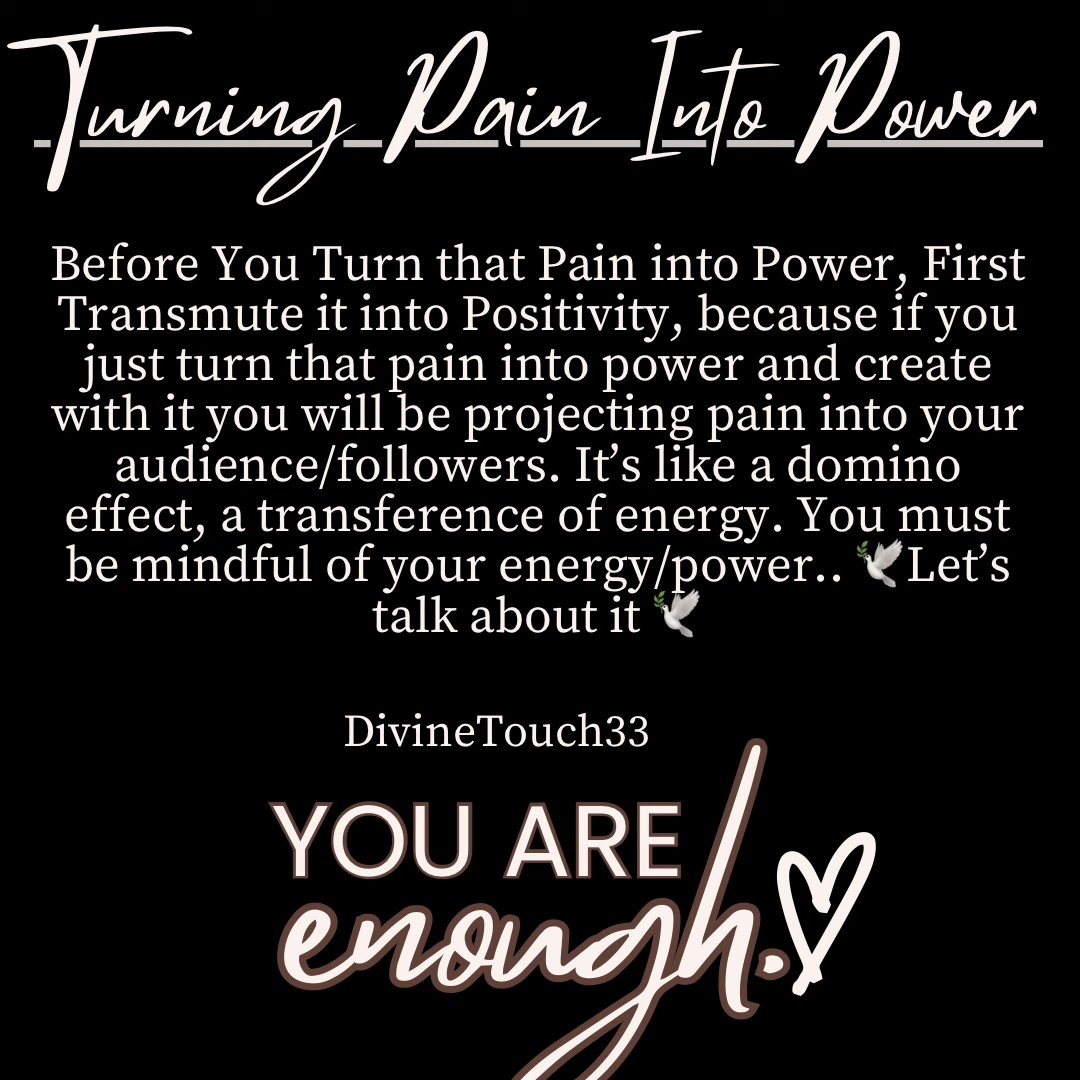 Turning Pain Into Power
Before You Turn that Pain into Power, First
Transmute it into Positivity, because if you
just turn that pain into power and create
with it you will be projecting pain into your
audience/followers. It’s like a domino
effect, a transference of energy. You must
be mindful of your energy/power.. 🕊️Let’s
talk about it 🕊️
DivineTouch33
YOU ARE
enough.